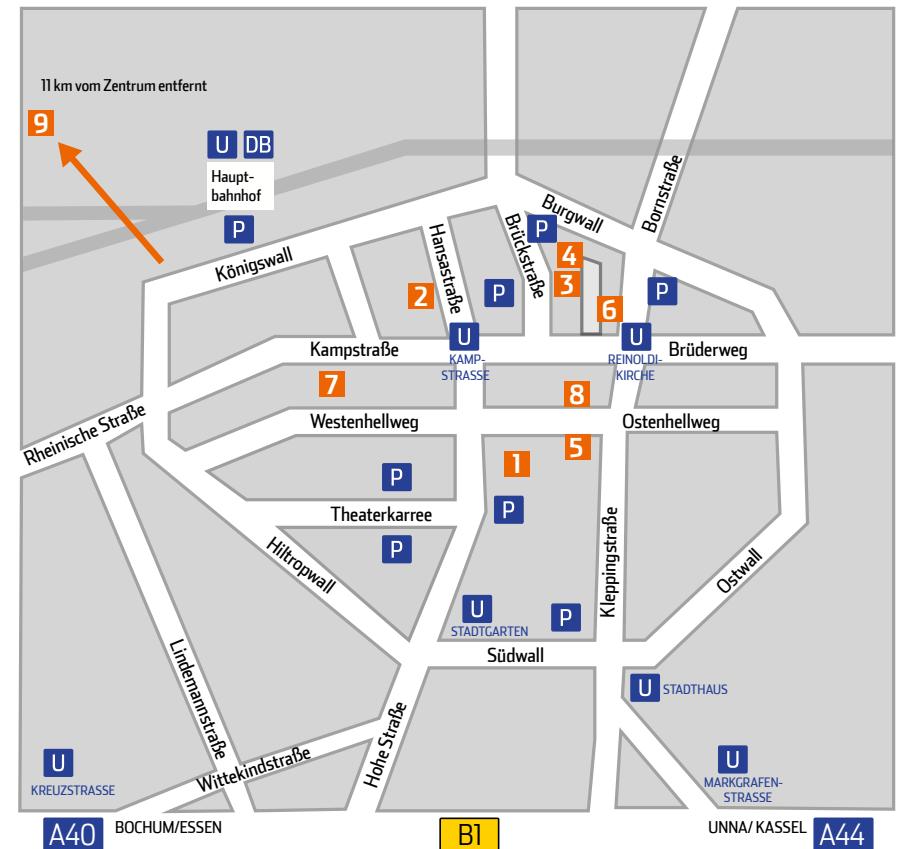 11 km vom Zentrum entfernt
9
U DB
Haupt-
bahnhof
P
Königswall
Hansastraße
Brückstraße
P
Burgwall
Bornstraße
4
3
6
2
P
P
U
KAMP-
STRASSE
U
REINOLDI-
KIRCHE
Kampstraße
Brüderweg
7
8
Rheinische Straße
Westenhellweg
Ostenhellweg
5
1
P
P
Theaterkarree
P
Hiltropwall
Kleppingstraße
Ostwall
U
STADTGARTEN
P
Südwall
U STADTHAUS
Lindemannstraße
Hohe Straße
Wittekindstraße
U
KREUZSTRASSE
U
MARKGRAFEN-
STRASSE
A40 BOCHUM/ESSEN
B1
UNNA/ KASSEL A44